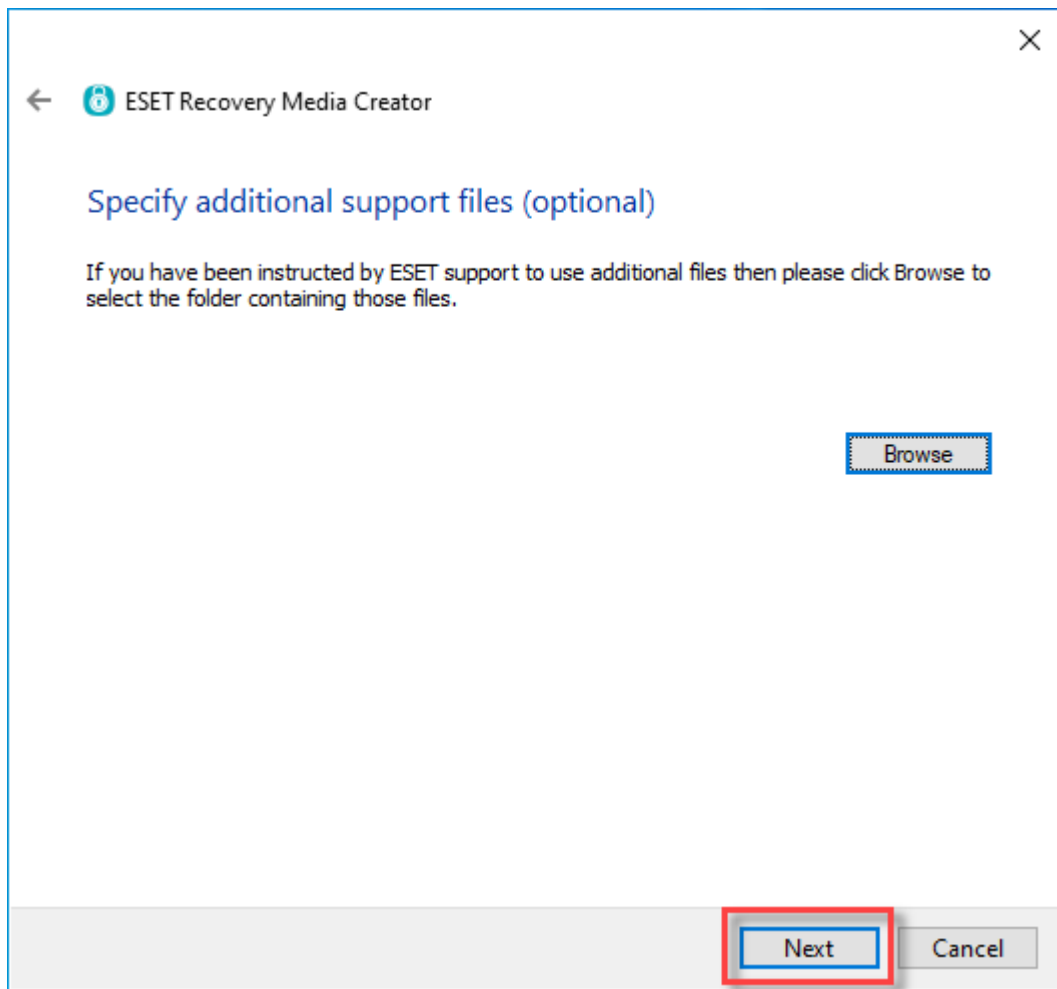 ESET Recovery Media Creator
Specify additional support files (optional)
If you have been instructed by ESET support to use additional files then please click Browse to
select the folder containing those files.
Browse
Next
Cancel